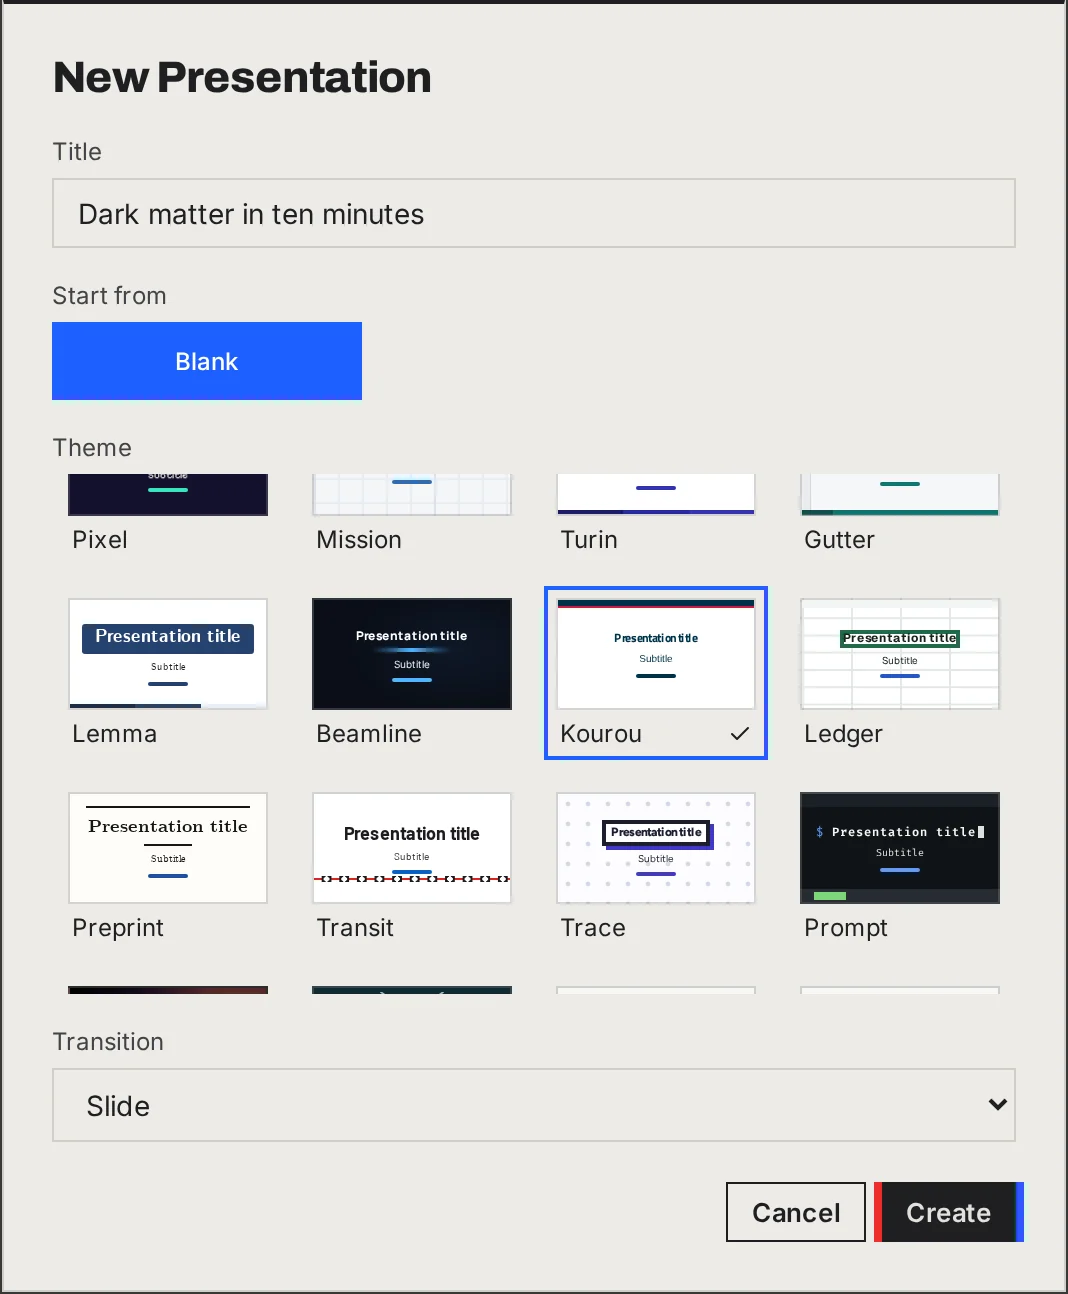 New Presentation
Title
Dark matter in ten minutes
Start from
Blank
Theme
Pixel
Mission
Turin
Gutter
Presentation title
Subtitle
Lemma
Presentation title
Subtitle
Beamline
Presentation title
Subtitle
Kourou
Presentation title
Subtitle
Ledger
Presentation title
Subtitle
Preprint
Presentation title
Subtitle
Transit
Presentation title
Subtitle
Trace
$ Presentation title
Subtitle
Prompt
Transition
Slide
Cancel
Create